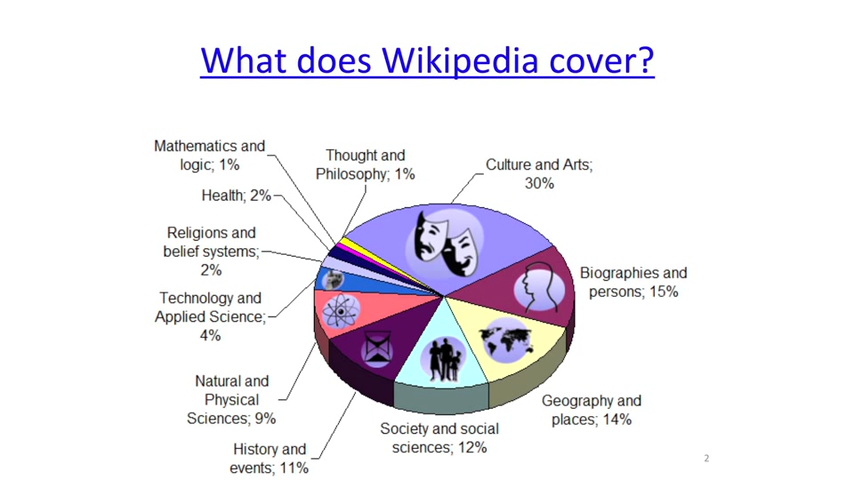 What does Wikipedia cover?
Mathematics and
logic; 1%
Thought and
Philosophy; 1%
Culture and Arts;
30%
Health; 2%
Religions and
belief systems;
2%
Biographies and
persons; 15%
Technology and
Applied Science;
4%
Natural and
Physical
Sciences; 9%
Geography and
places; 14%
Society and social
sciences; 12%
History and
events; 11%
2